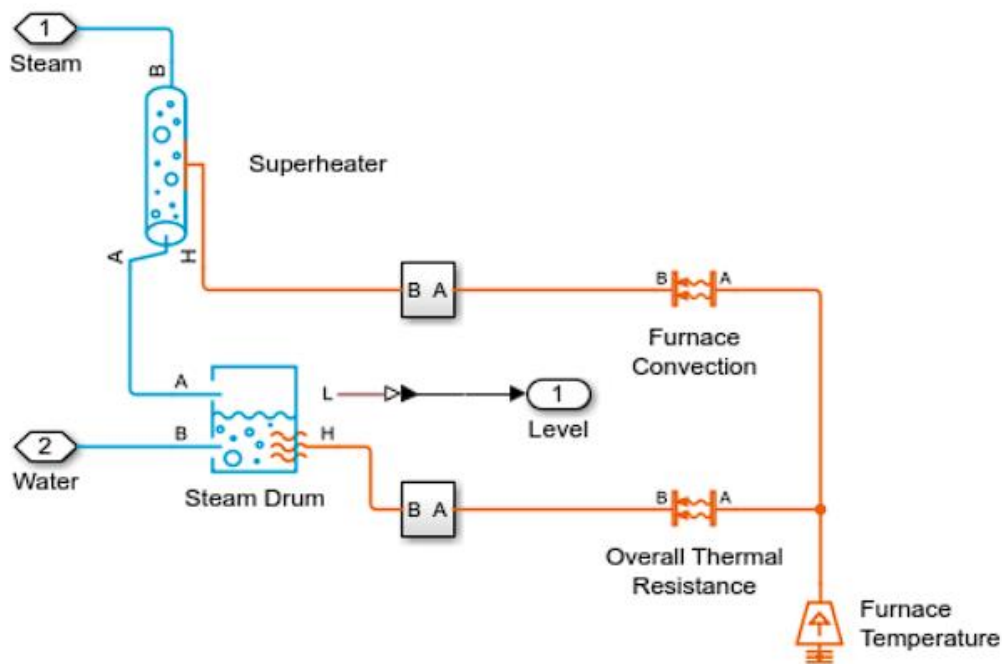 1
Steam
B
Superheater
A
H
B A
B
A
Furnace
Convection
A
L
1
Level
B
H
2
Water
Steam Drum
B A
B
A
Overall Thermal
Resistance
Furnace
Temperature